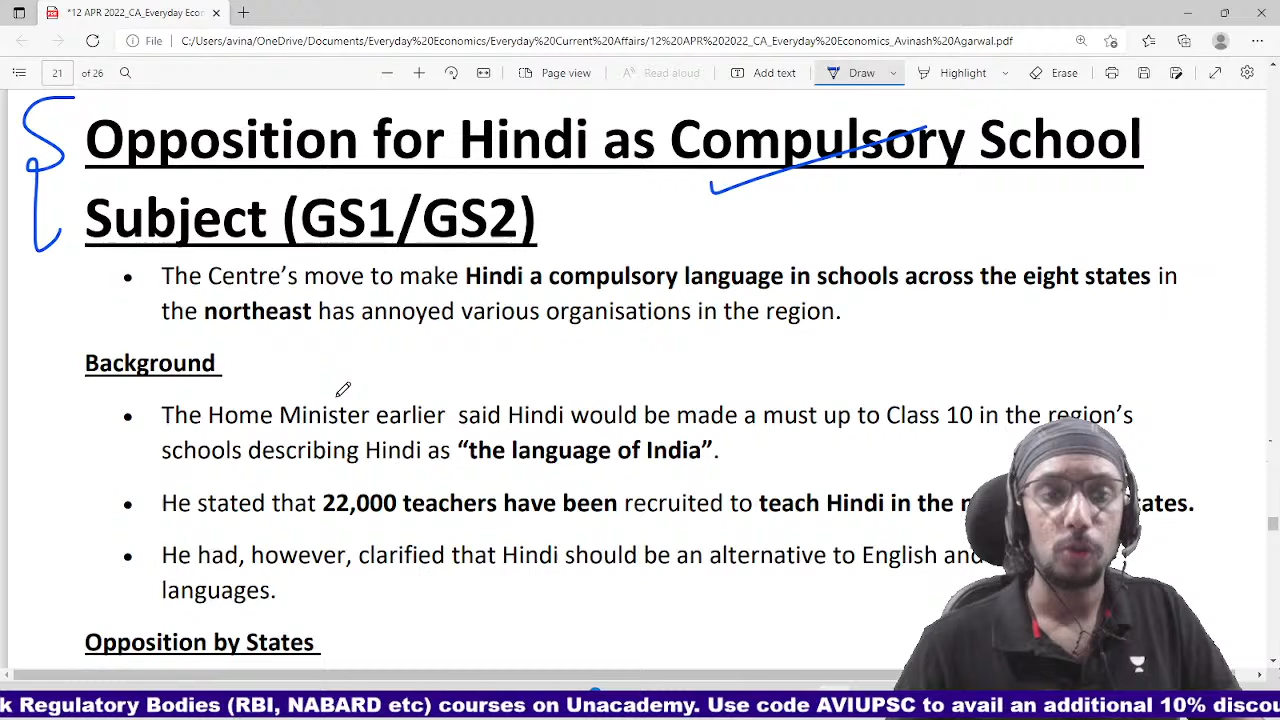 *12 APR 2022_CA_Everyday Econ
File C:/Users/avina/OneDrive/Documents/Everyday%20Economics/Everyday%20Current%20Affairs/12%20APR%202022_CA_Everyday%20Economics_Avinash%20Agarwal.pdf
21 of 26 Page view Read aloud Add text Draw Highlight Erase
Opposition for Hindi as Compulsory School
Subject (GS1/GS2)
• The Centre’s move to make Hindi a compulsory language in schools across the eight states in
the northeast has annoyed various organisations in the region.
Background
• The Home Minister earlier said Hindi would be made a must up to Class 10 in the region’s
schools describing Hindi as “the language of India”.
• He stated that 22,000 teachers have been recruited to teach Hindi in the
• He had, however, clarified that Hindi should be an alternative to English and
languages.
Opposition by States
k Regulatory Bodies (RBI, NABARD etc) courses on Unacademy. Use code AVIUPSC to avail an additional 10% discou